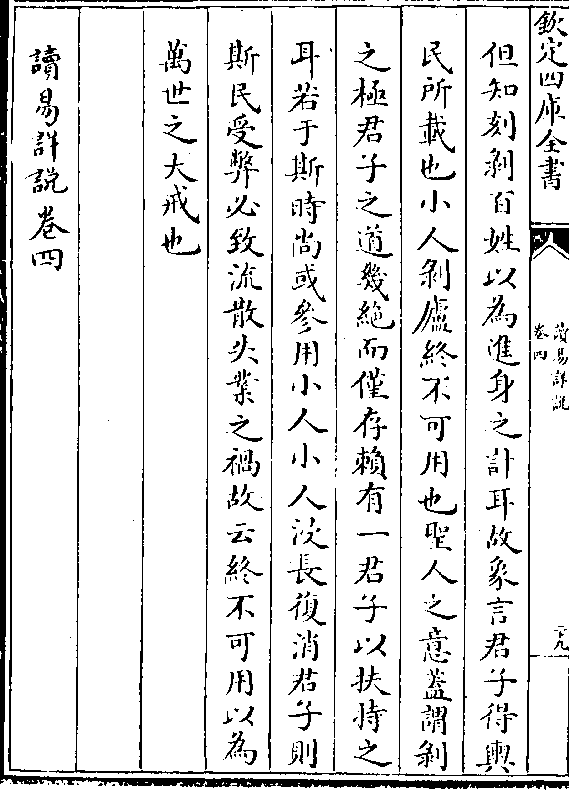 欽定四庫全書
讀易詳説
卷四
二九
但知刻剝百姓以為進身之計耳故象言君子得輿
民所載也小人剝廬終不可用也聖人之意蓋謂剝
之極君子之道幾絶而僅存賴有一君子以扶持之
耳若于斯時尚或參用小人小人浸長復消君子則
斯民受弊必致流散失業之禍故云終不可用以為
萬世之大戒也
讀易詳説卷四